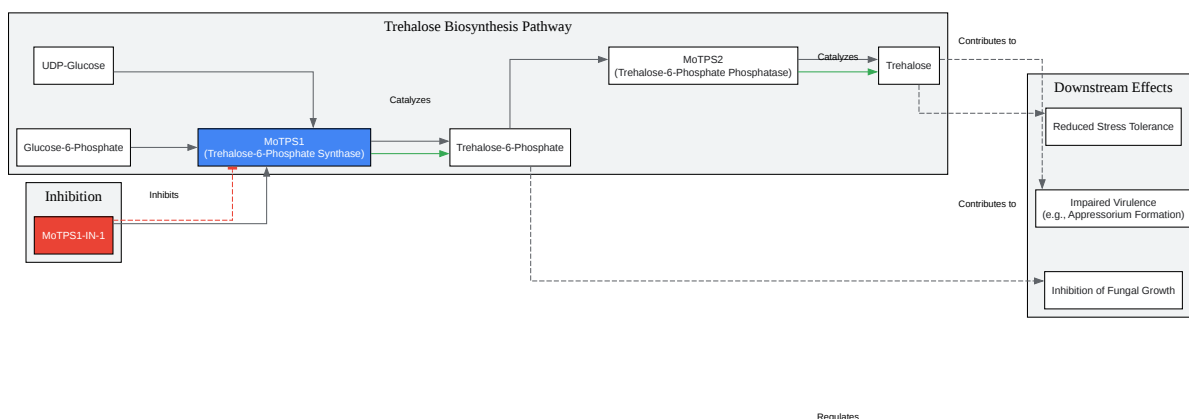 Trehalose Biosynthesis Pathway
UDP-Glucose
Glucose-6-Phosphate
MoTPS1
(Trehalose-6-Phosphate Synthase)
Catalyzes
Trehalose-6-Phosphate
MoTPS2
(Trehalose-6-Phosphate Phosphatase)
Catalyzes
Trehalose
Contributes to
Downstream Effects
Reduced Stress Tolerance
Contributes to
Impaired Virulence
(e.g., Appressorium Formation)
Inhibition of Fungal Growth
Inhibition
MoTPS1-IN-1
Inhibits
Regulates